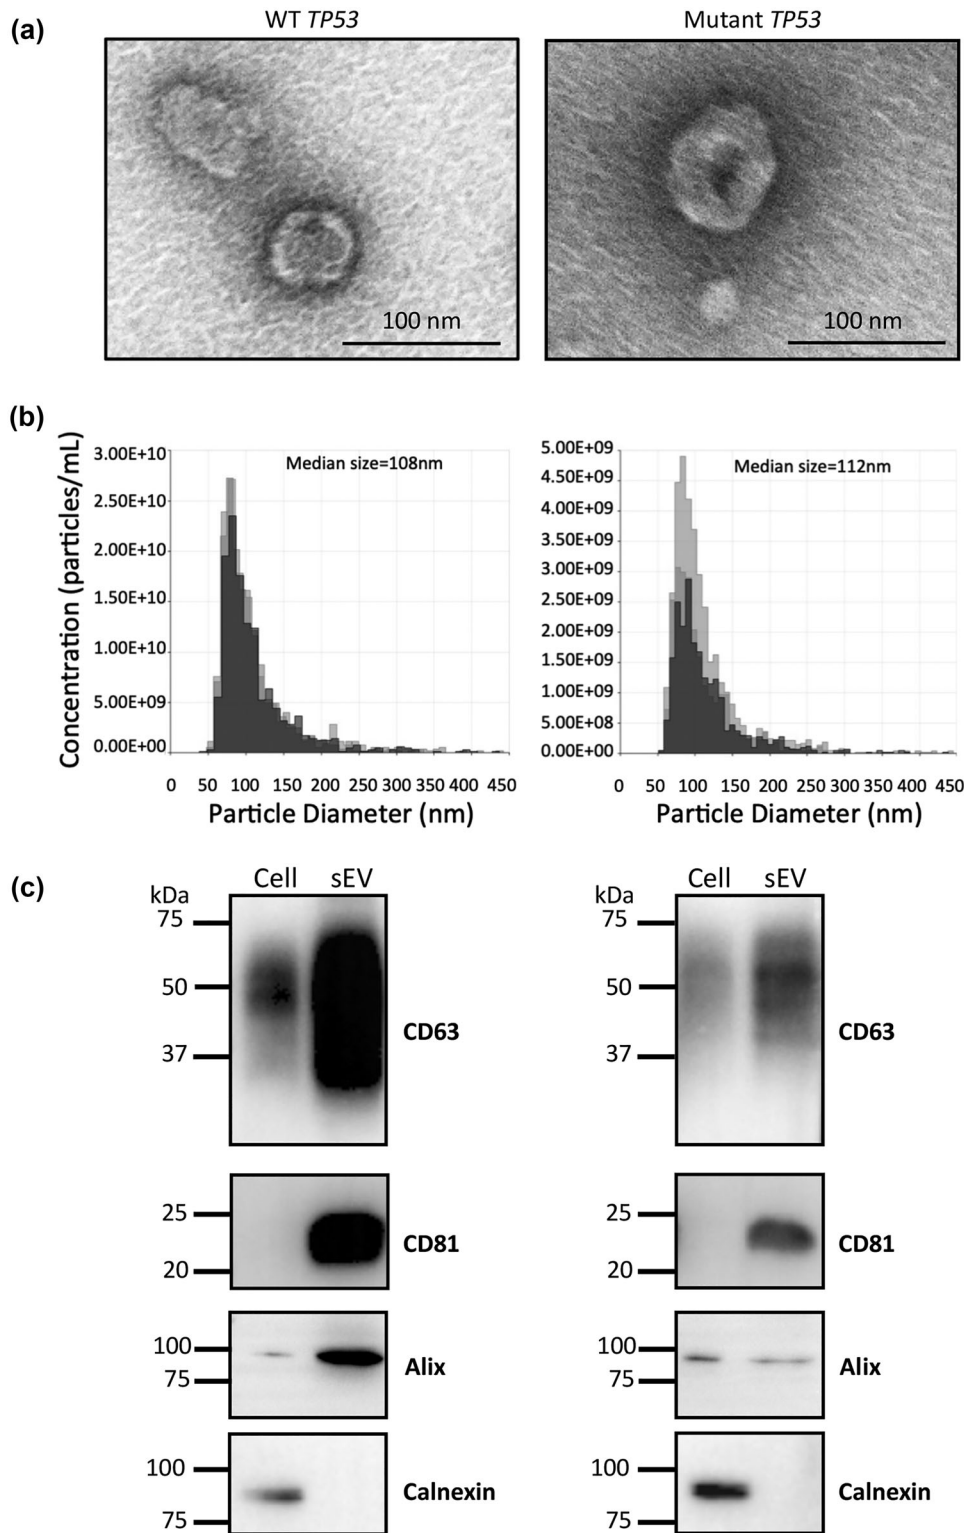 (a)
WT TP53
Mutant TP53
100 nm
100 nm
(b)
Concentration (particles/mL)
3.00E+10
2.50E+10
2.00E+10
1.50E+10
1.00E+10
5.00E+09
0.00E+00
Median size=108nm
0 50 100 150 200 250 300 350 400 450
Particle Diameter (nm)
5.00E+09
4.50E+09
4.00E+09
3.50E+09
3.00E+09
2.50E+09
2.00E+09
1.50E+09
1.00E+09
5.00E+08
0.00E+00
Median size=112nm
0 50 100 150 200 250 300 350 400 450
Particle Diameter (nm)
(c)
kDa
Cell sEV
75
50
37
CD63
25
20
CD81
100
75
Alix
100
75
Calnexin
Cell sEV
75
50
37
CD63
25
20
CD81
100
75
Alix
100
75
Calnexin